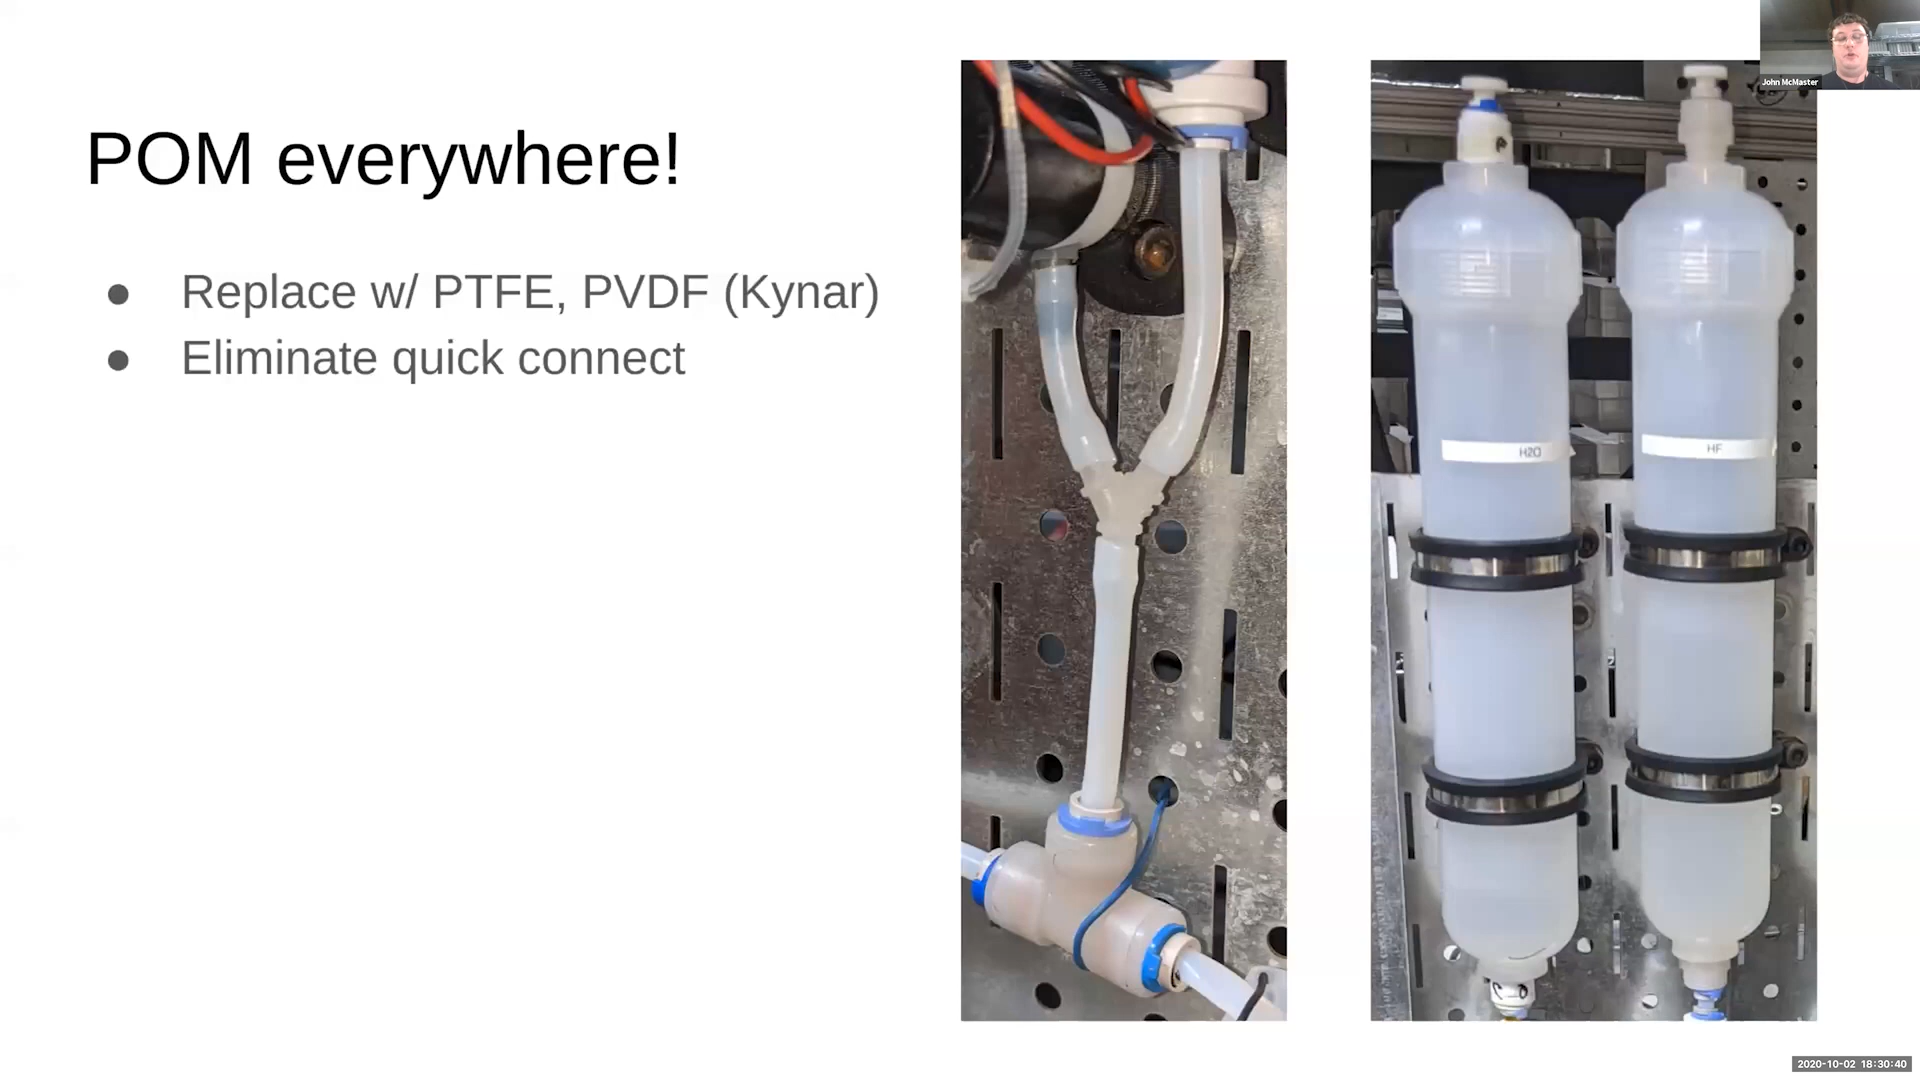 John McMaster
POM everywhere!
● Replace w/ PTFE, PVDF (Kynar)
● Eliminate quick connect
H2O
HF
2020-10-02 18:30:40